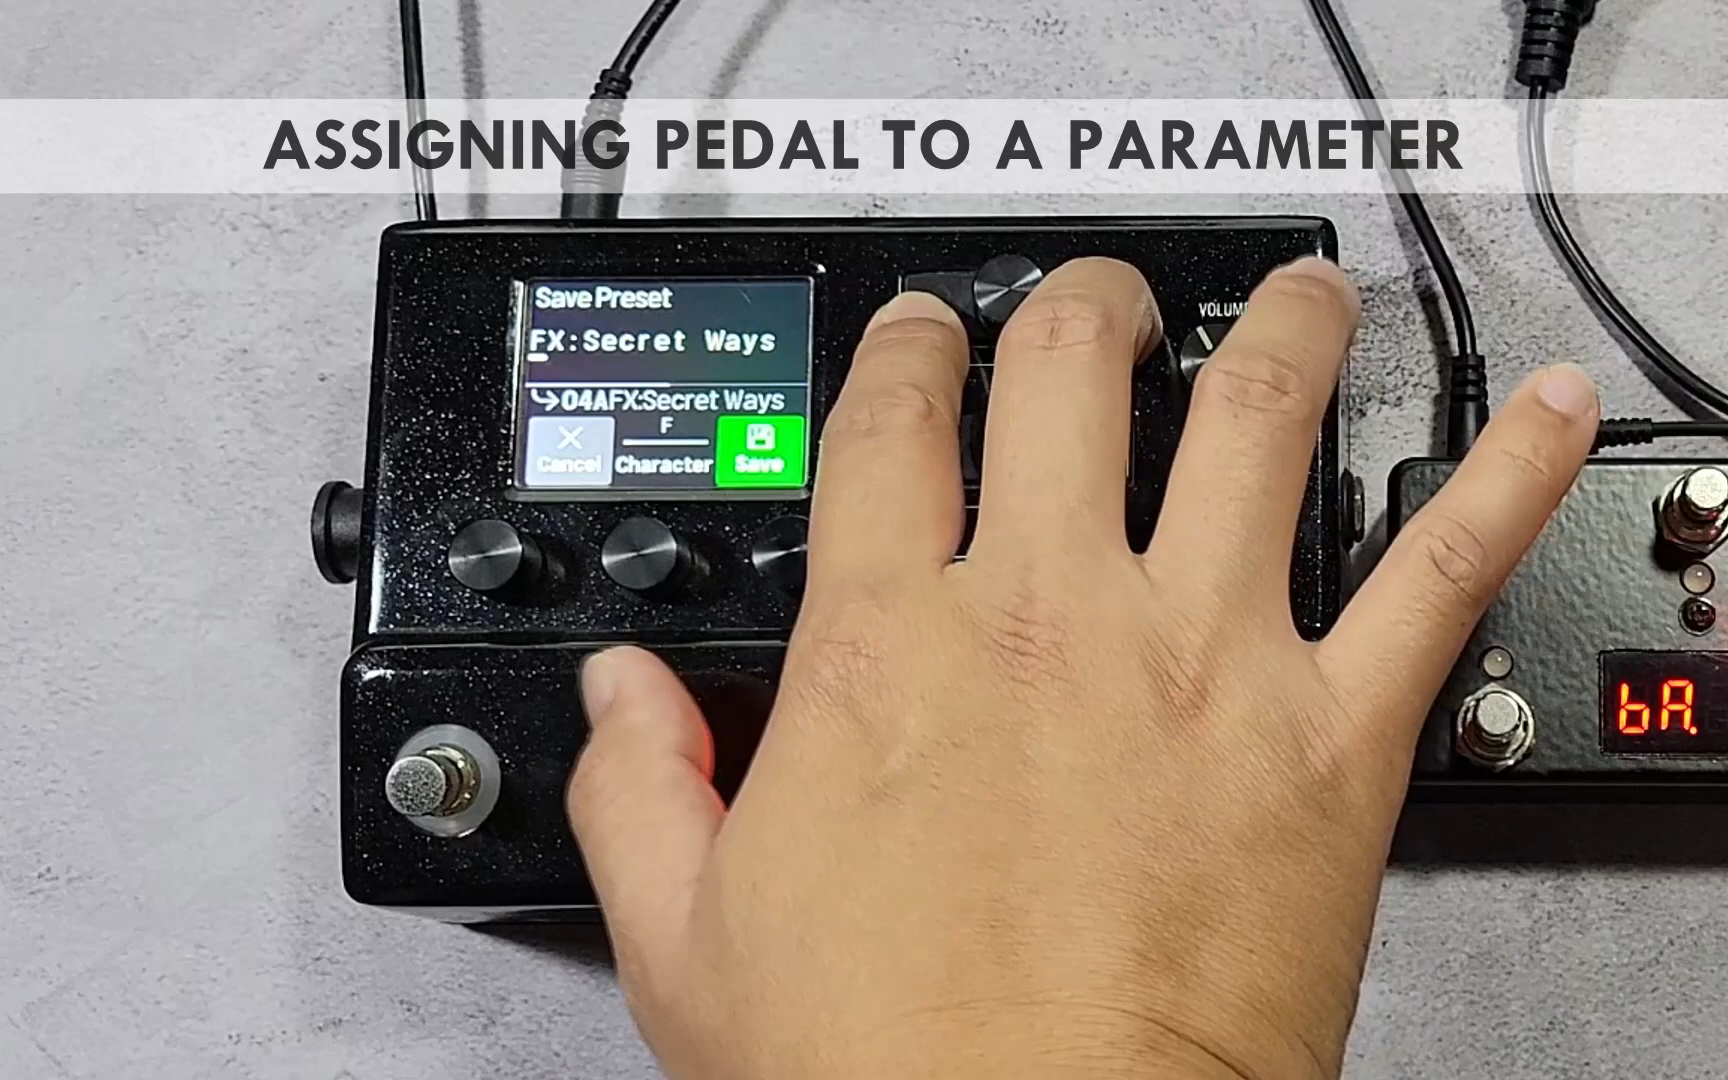 ASSIGNING PEDAL TO A PARAMETER
Save Preset
FX:Secret Ways
↪04AFX:Secret Ways
F
Cancel Character Save
VOLUME
bA.